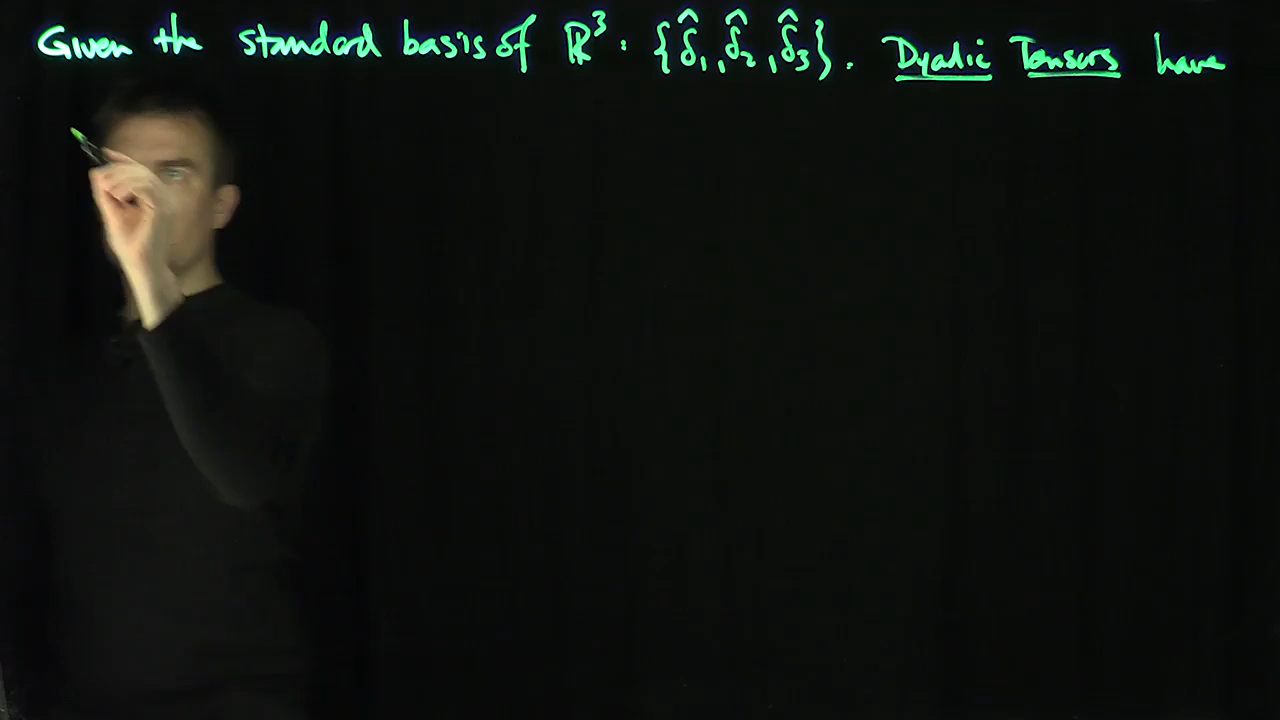 Given the standard basis of ℝ³: {δ̂₁, δ̂₂, δ̂₃}. Dyadic Tensors have